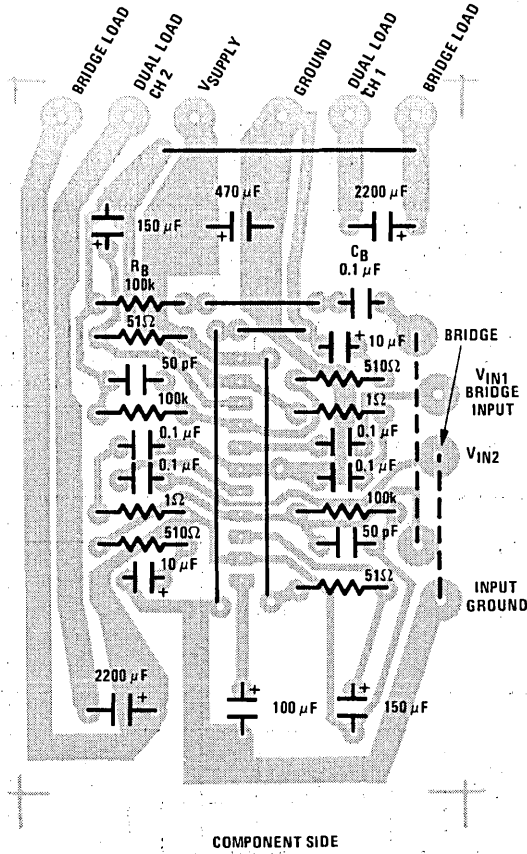 BRIDGE LOAD
DUAL LOAD
CH 2
VSUPPLY
GROUND
DUAL LOAD
CH 1
BRIDGE LOAD
150 μF
+
470 μF
+
2200 μF
+
RB
100k
CB
0.1 μF
51Ω
+
10 μF
BRIDGE
50 pF
510Ω
VIN1
BRIDGE
INPUT
100k
1Ω
0.1 μF
0.1 μF
VIN2
0.1 μF
0.1 μF
1Ω
100k
510Ω
50 pF
10 μF
+
51Ω
INPUT
GROUND
2200 μF
+
+
100 μF
+
150 μF
COMPONENT SIDE